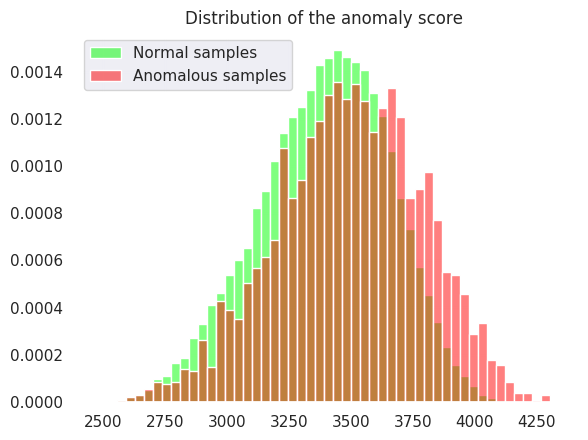 Distribution of the anomaly score
Normal samples
Anomalous samples
0.0014
0.0012
0.0010
0.0008
0.0006
0.0004
0.0002
0.0000
2500 2750 3000 3250 3500 3750 4000 4250